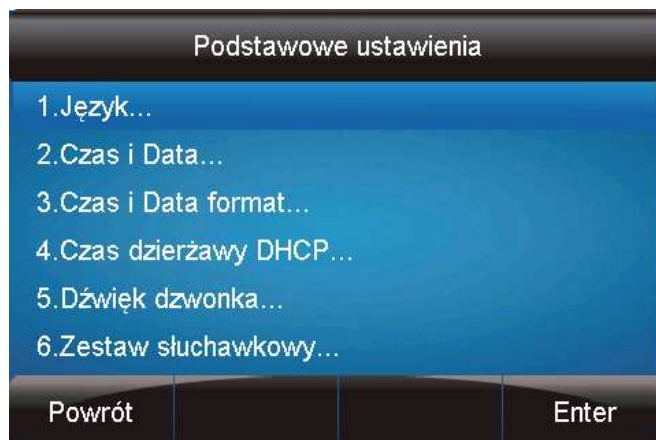 Podstawowe ustawienia
1.Język...
2.Czas i Data...
3.Czas i Data format...
4.Czas dzierżawy DHCP...
5.Dźwięk dzwonka...
6.Zestaw słuchawkowy...
Powrót Enter